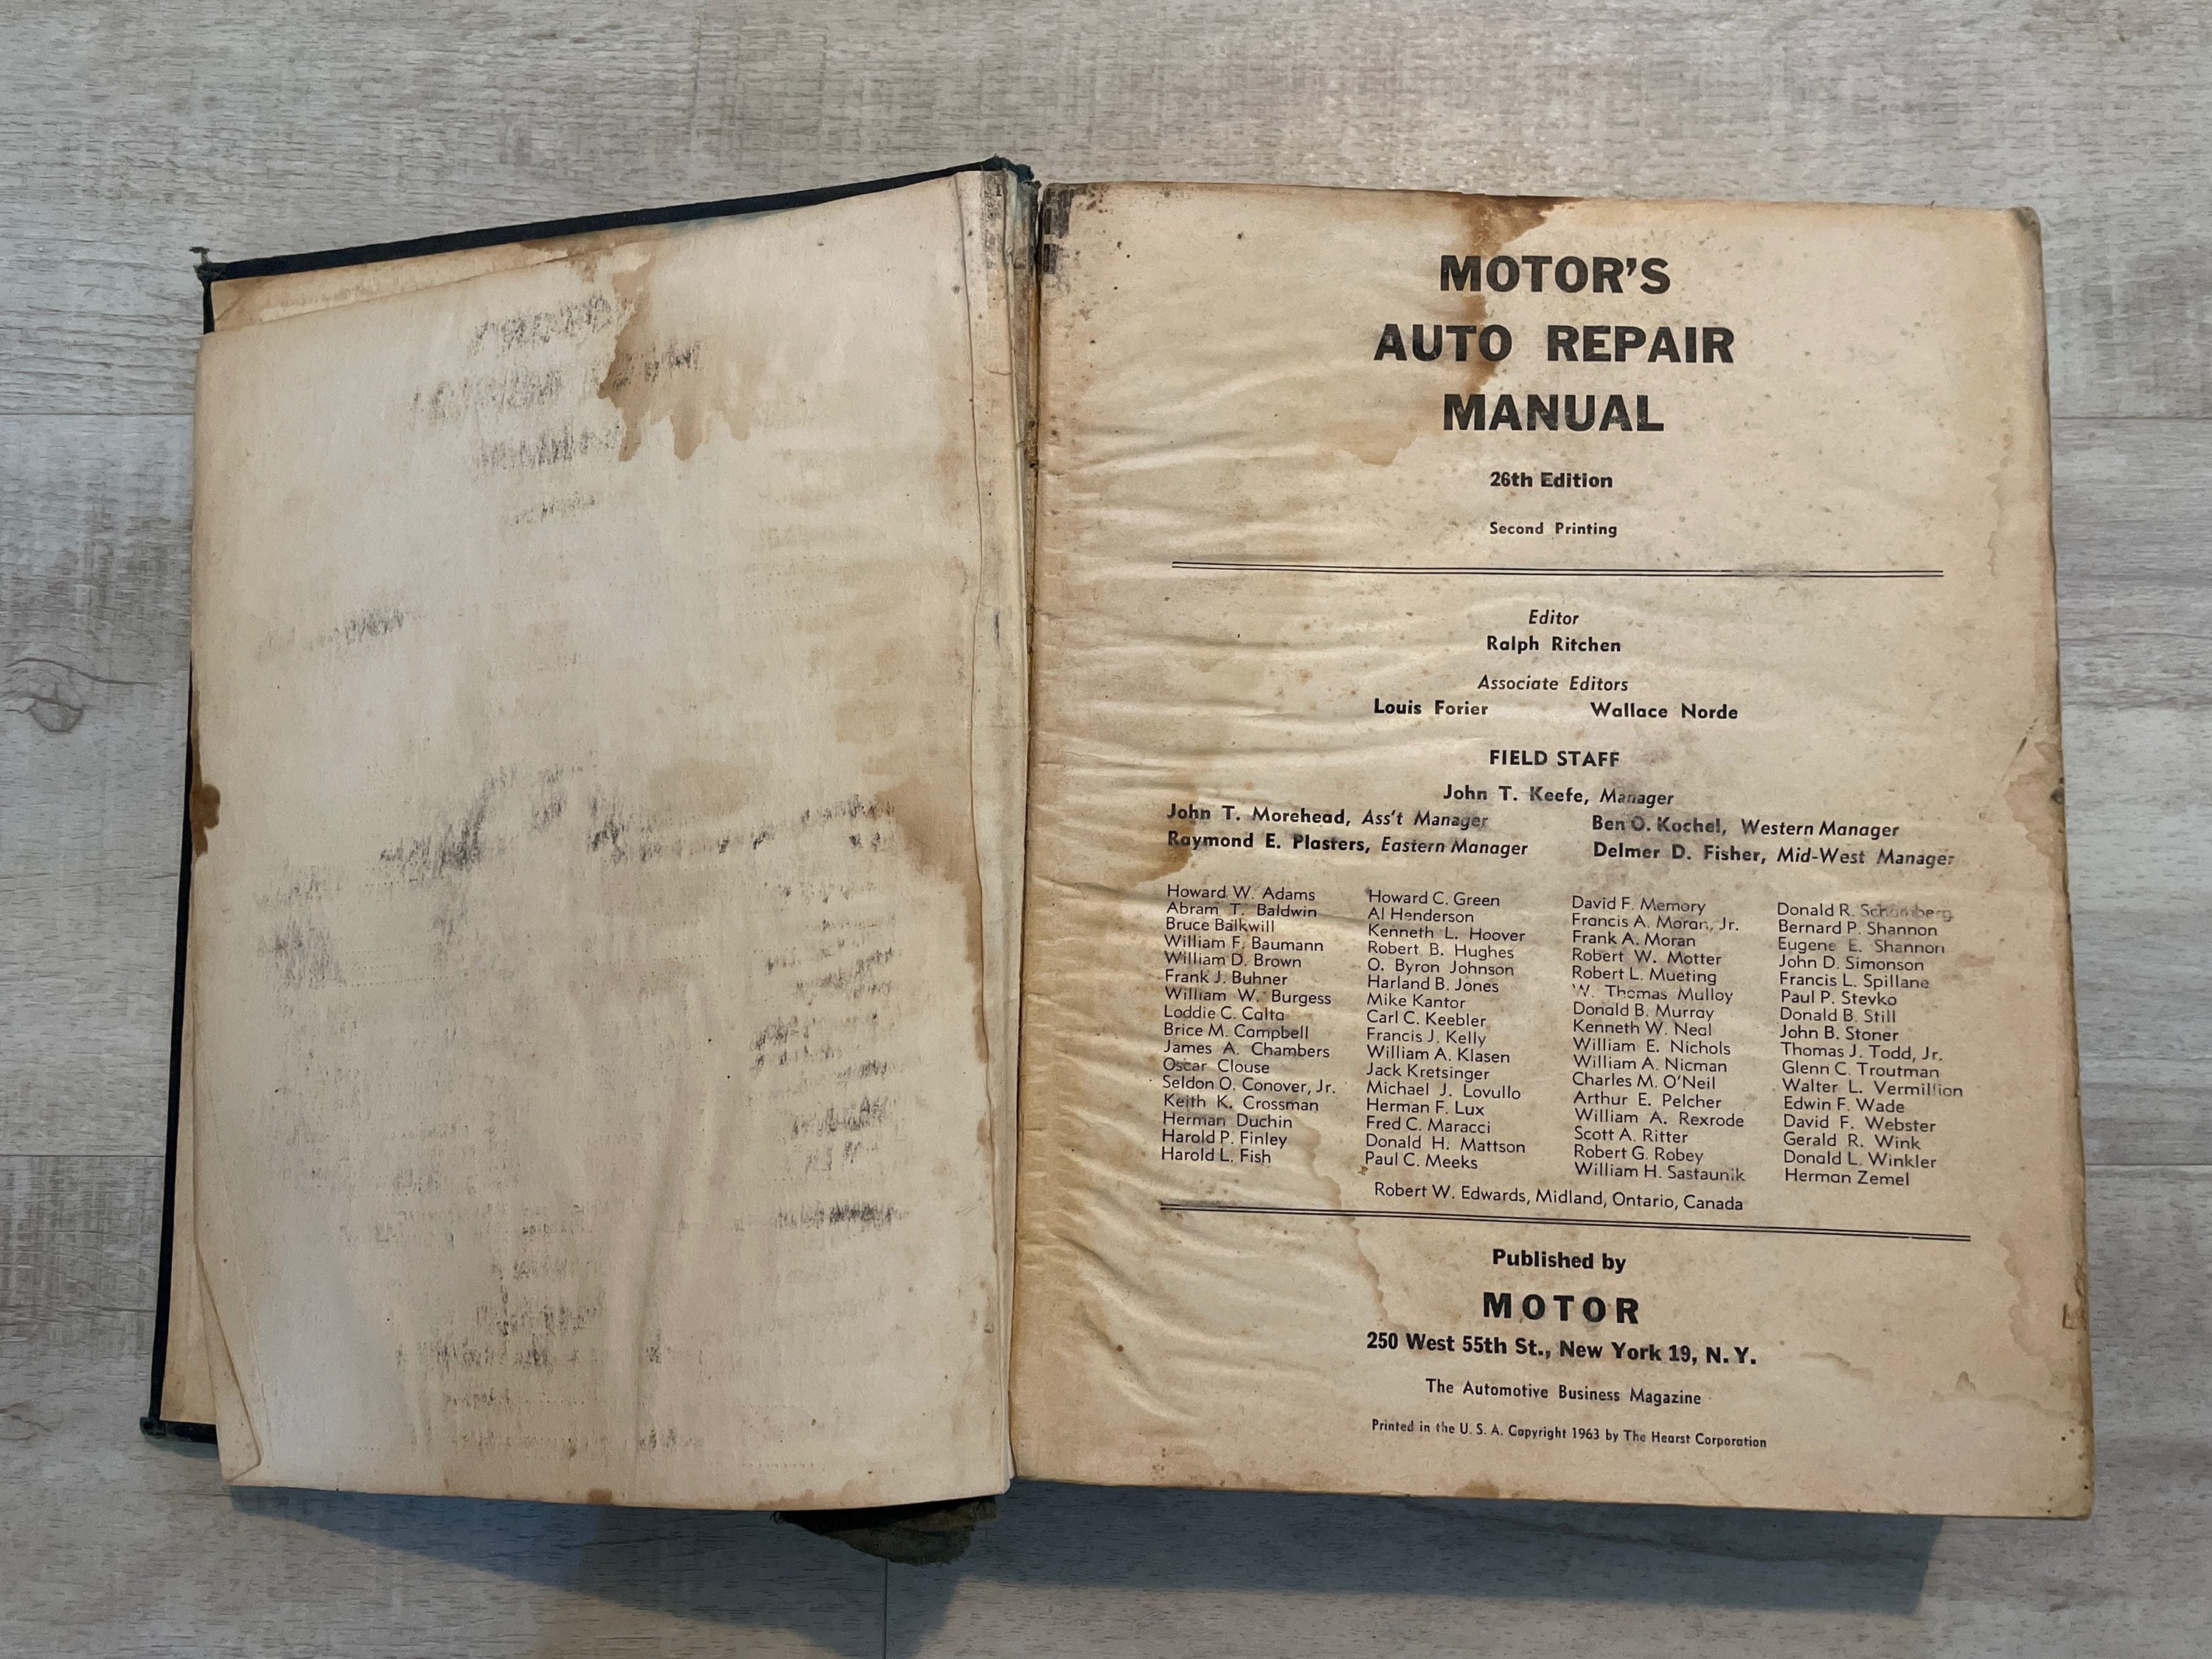 MOTOR'S
AUTO REPAIR
MANUAL
26th Edition
Second Printing
Editor
Ralph Ritchen
Associate Editors
Louis Forier Wallace Norde
FIELD STAFF
John T. Keefe, Manager
John T. Morehead, Ass't Manager Ben O. Kochel, Western Manager
Raymond E. Plasters, Eastern Manager Delmer D. Fisher, Mid-West Manager
Howard W. Adams
Abram T. Baldwin
Bruce Balkwill
William F. Baumann
William D. Brown
Frank J. Buhner
William W. Burgess
Loddie C. Calta
Brice M. Campbell
James A. Chambers
Oscar Clouse
Seldon O. Conover, Jr.
Keith K. Crossman
Herman Duchin
Harold P. Finley
Harold L. Fish
Howard C. Green
Al Henderson
Kenneth L. Hoover
Robert B. Hughes
O. Byron Johnson
Harland B. Jones
Mike Kantor
Carl C. Keebler
Francis J. Kelly
William A. Klasen
Jack Kretsinger
Michael J. Lovullo
Herman F. Lux
Fred C. Maracci
Donald H. Mattson
Paul C. Meeks
David F. Memory
Francis A. Moran, Jr.
Frank A. Moran
Robert W. Motter
Robert L. Mueting
W. Thomas Mulloy
Donald B. Murray
Kenneth W. Neal
William E. Nichols
William A. Nicman
Charles M. O'Neil
Arthur E. Pelcher
William A. Rexrode
Scott A. Ritter
Robert G. Robey
William H. Sastaunik
Donald R. Schomberg
Bernard P. Shannon
Eugene E. Shannon
John D. Simonson
Francis L. Spillane
Paul P. Stevko
Donald B. Still
John B. Stoner
Thomas J. Todd, Jr.
Glenn C. Troutman
Walter L. Vermillion
Edwin F. Wade
David F. Webster
Gerald R. Wink
Donald L. Winkler
Herman Zemel
Robert W. Edwards, Midland, Ontario, Canada
Published by
MOTOR
250 West 55th St., New York 19, N. Y.
The Automotive Business Magazine
Printed in the U. S. A. Copyright 1963 by The Hearst Corporation